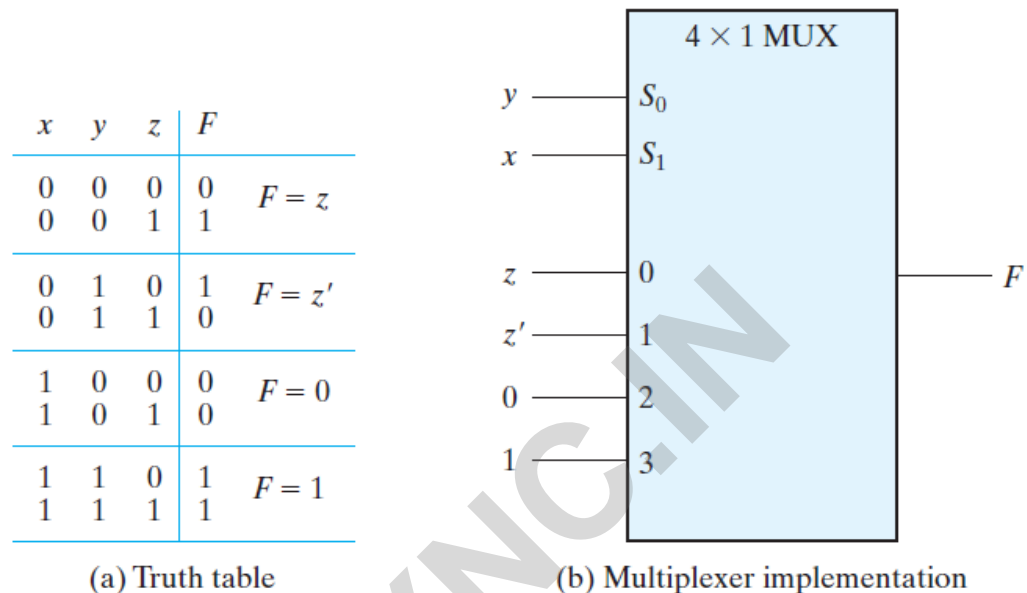 x y z F
0 0 0 0
0 0 1 1
F = z
0 1 0 1
0 1 1 0
F = z′
1 0 0 0
1 0 1 0
F = 0
1 1 0 1
1 1 1 1
F = 1
(a) Truth table
4 × 1 MUX
y S₀
x S₁
z 0
z′ 1
0 2
1 3
F
(b) Multiplexer implementation
NC.IN